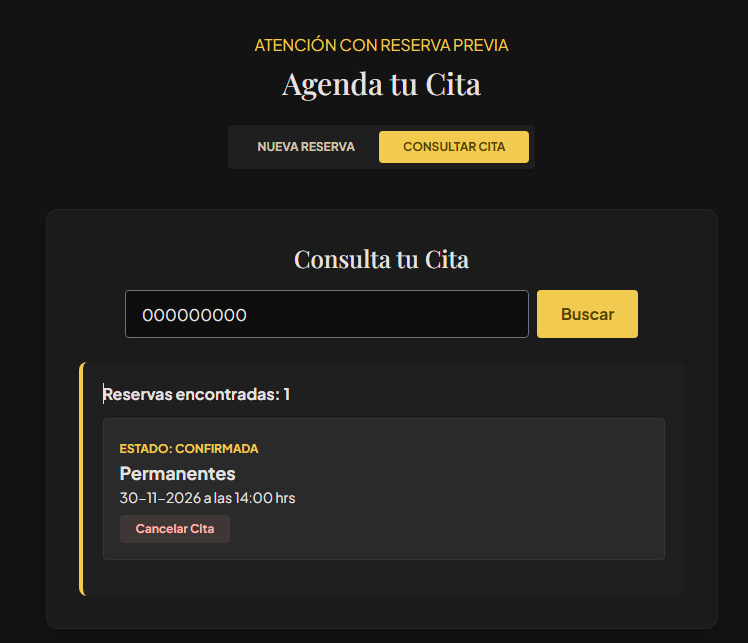 ATENCIÓN CON RESERVA PREVIA
Agenda tu Cita
NUEVA RESERVA
CONSULTAR CITA
Consulta tu Cita
000000000
Buscar
Reservas encontradas: 1
ESTADO: CONFIRMADA
Permanentes
30-11-2026 a las 14:00 hrs
Cancelar Cita